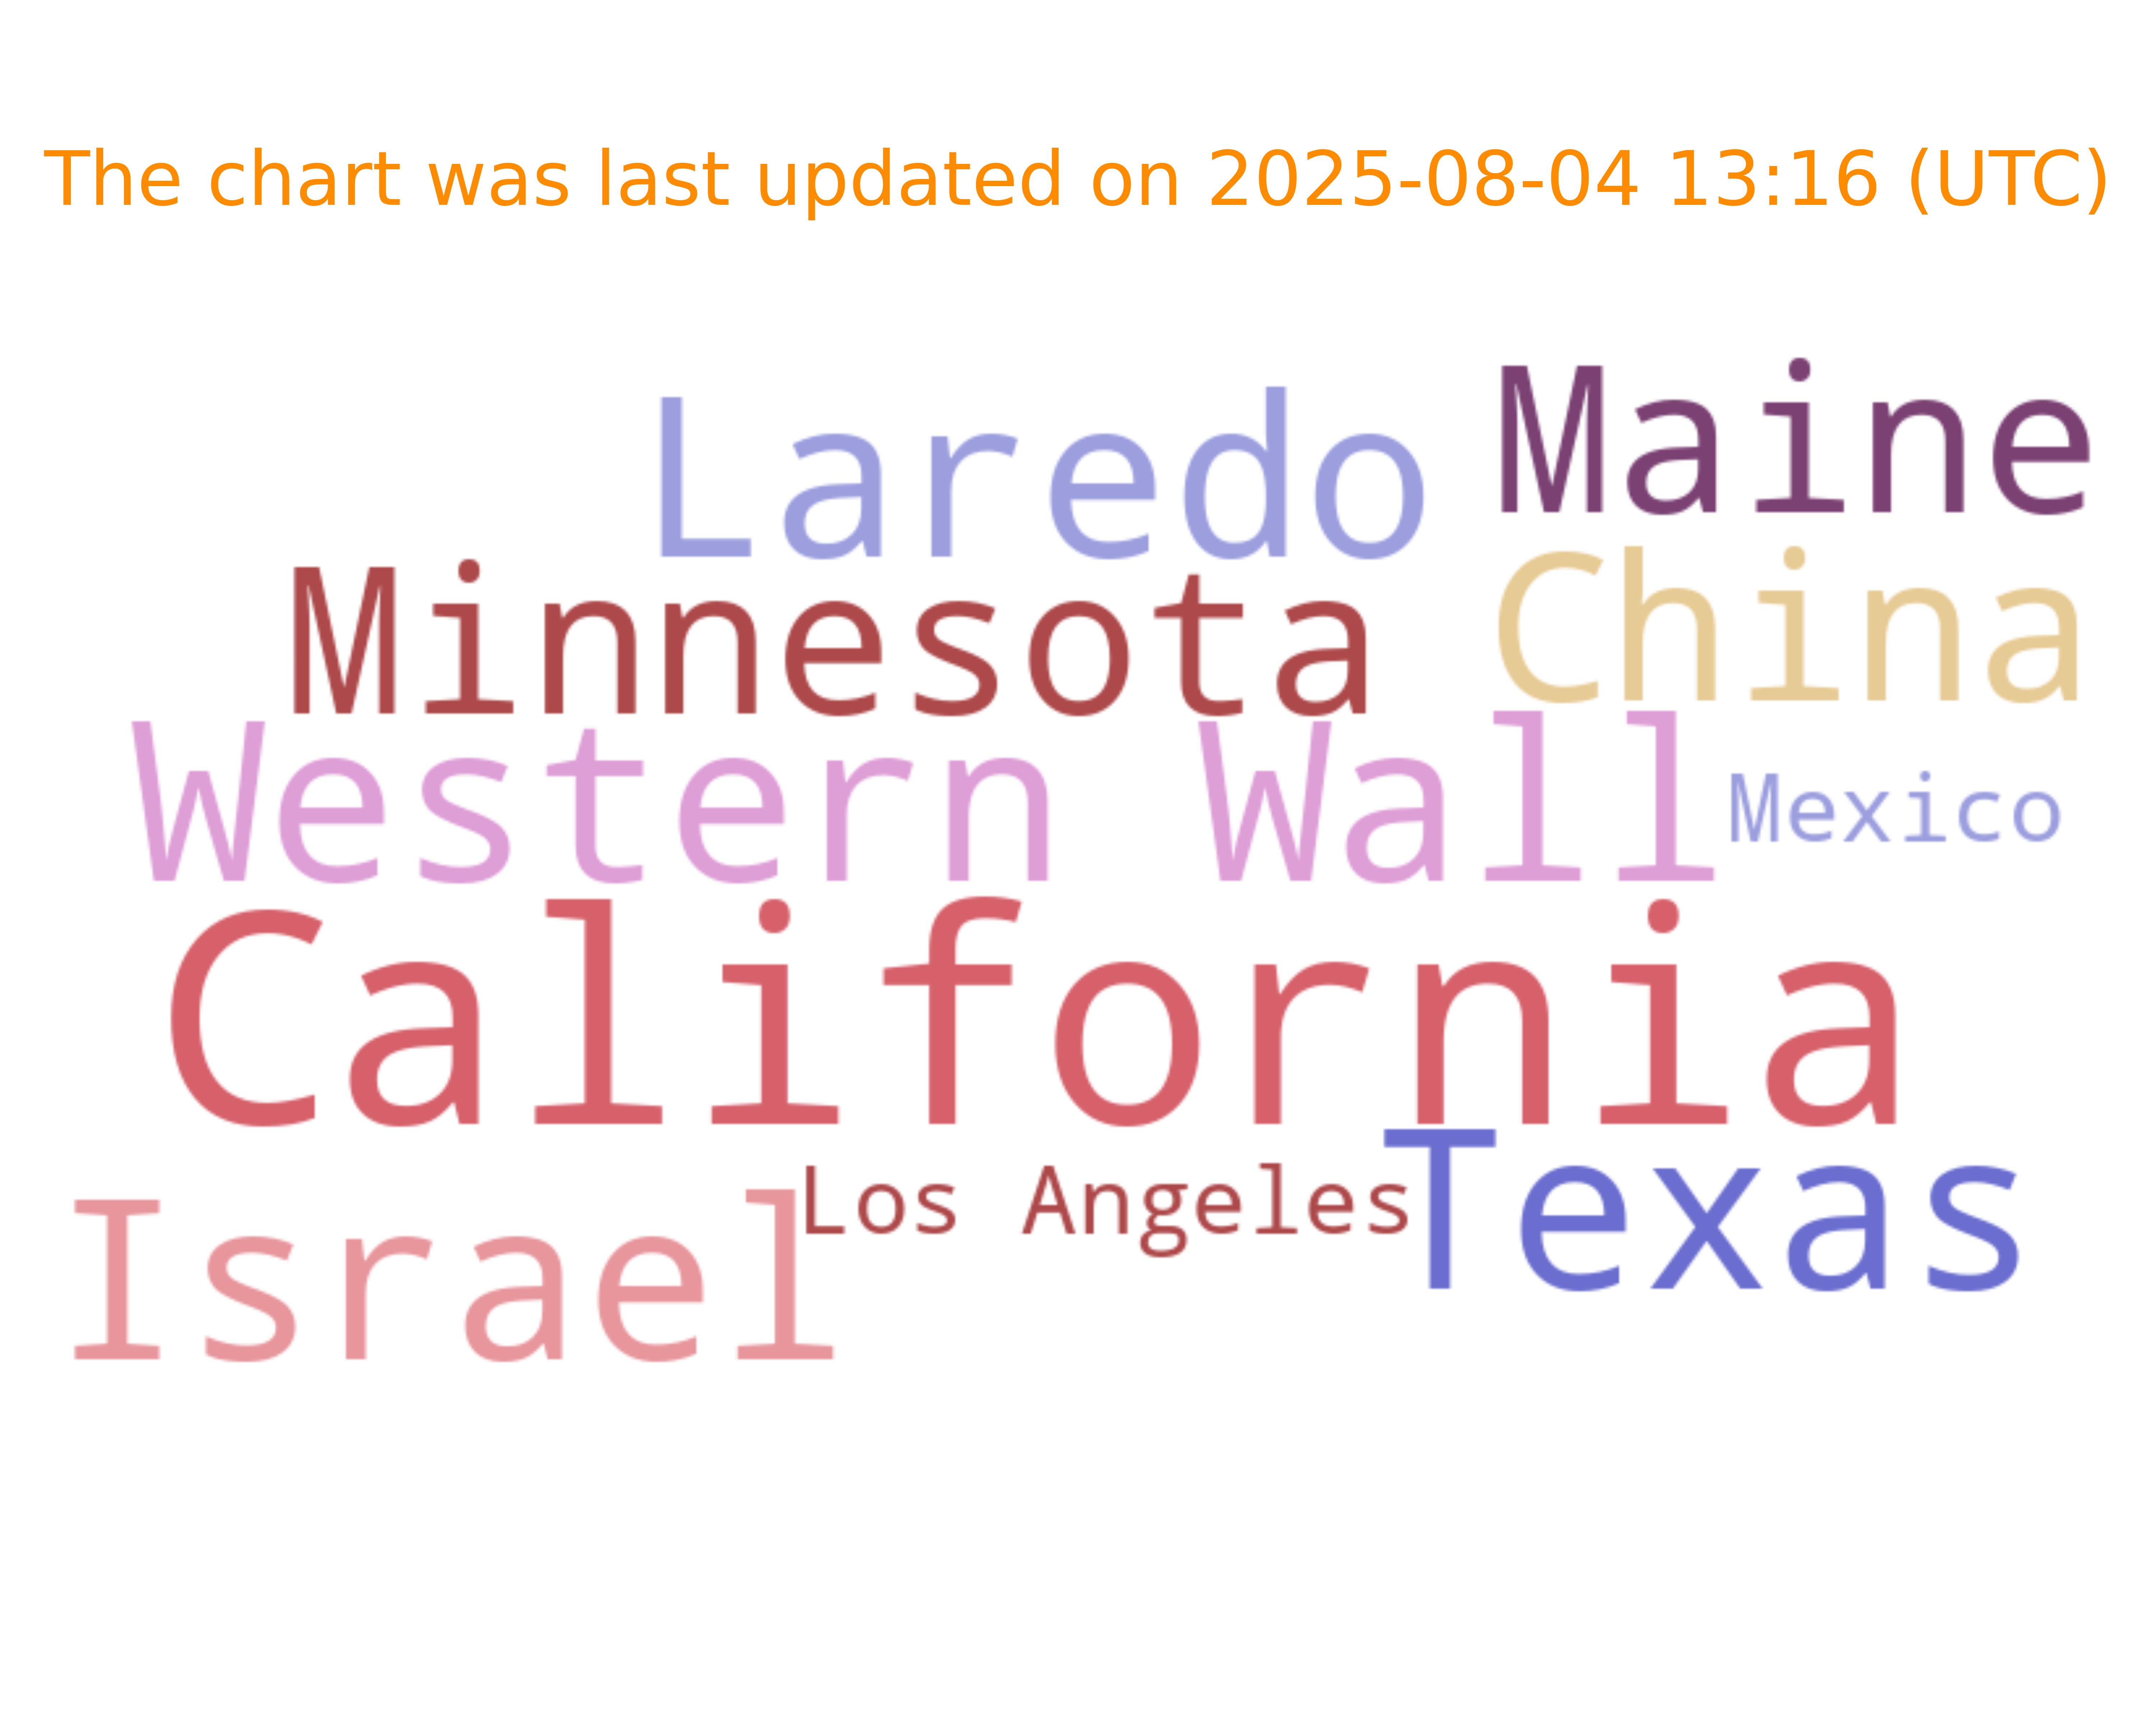 The chart was last updated on 2025-08-04 13:16 (UTC)
Laredo
Maine
Minnesota
China
Western Wall
Mexico
California
Los Angeles
Texas
Israel